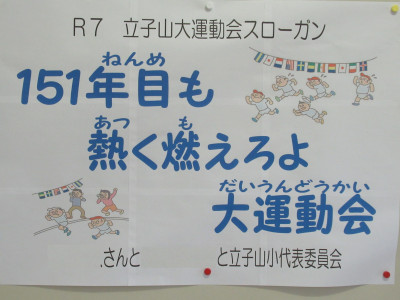 R7 立子山大運動会スローガン
ねんめ
151年目も
あつ も
熱く燃えろよ
だいうんどうかい
大運動会
さんと と立子山小代表委員会